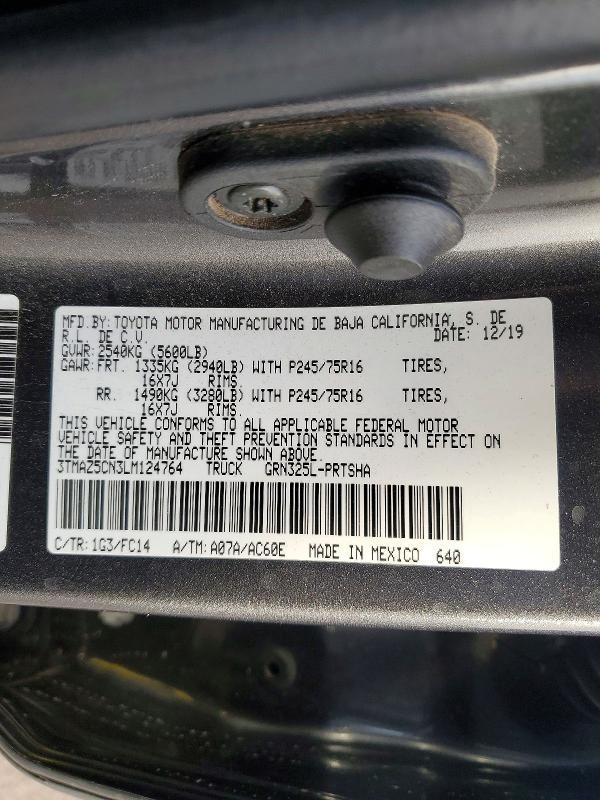 MFD.BY:TOYOTA MOTOR MANUFACTURING DE BAJA CALIFORNIA, S. DE
R.L. DE C.V. DATE: 12/19
GVWR:2540KG (5600LB)
GAWR:FRT. 1335KG (2940LB) WITH P245/75R16 TIRES,
16X7J RIMS.
RR. 1490KG (3280LB) WITH P245/75R16 TIRES,
16X7J RIMS.
THIS VEHICLE CONFORMS TO ALL APPLICABLE FEDERAL MOTOR
VEHICLE SAFETY AND THEFT PREVENTION STANDARDS IN EFFECT ON
THE DATE OF MANUFACTURE SHOWN ABOVE.
3TMAZ5CN3LM124764 TRUCK GRN325L-PRTSHA
C/TR:1G3/FC14 A/TM:A07A/AC60E MADE IN MEXICO 640